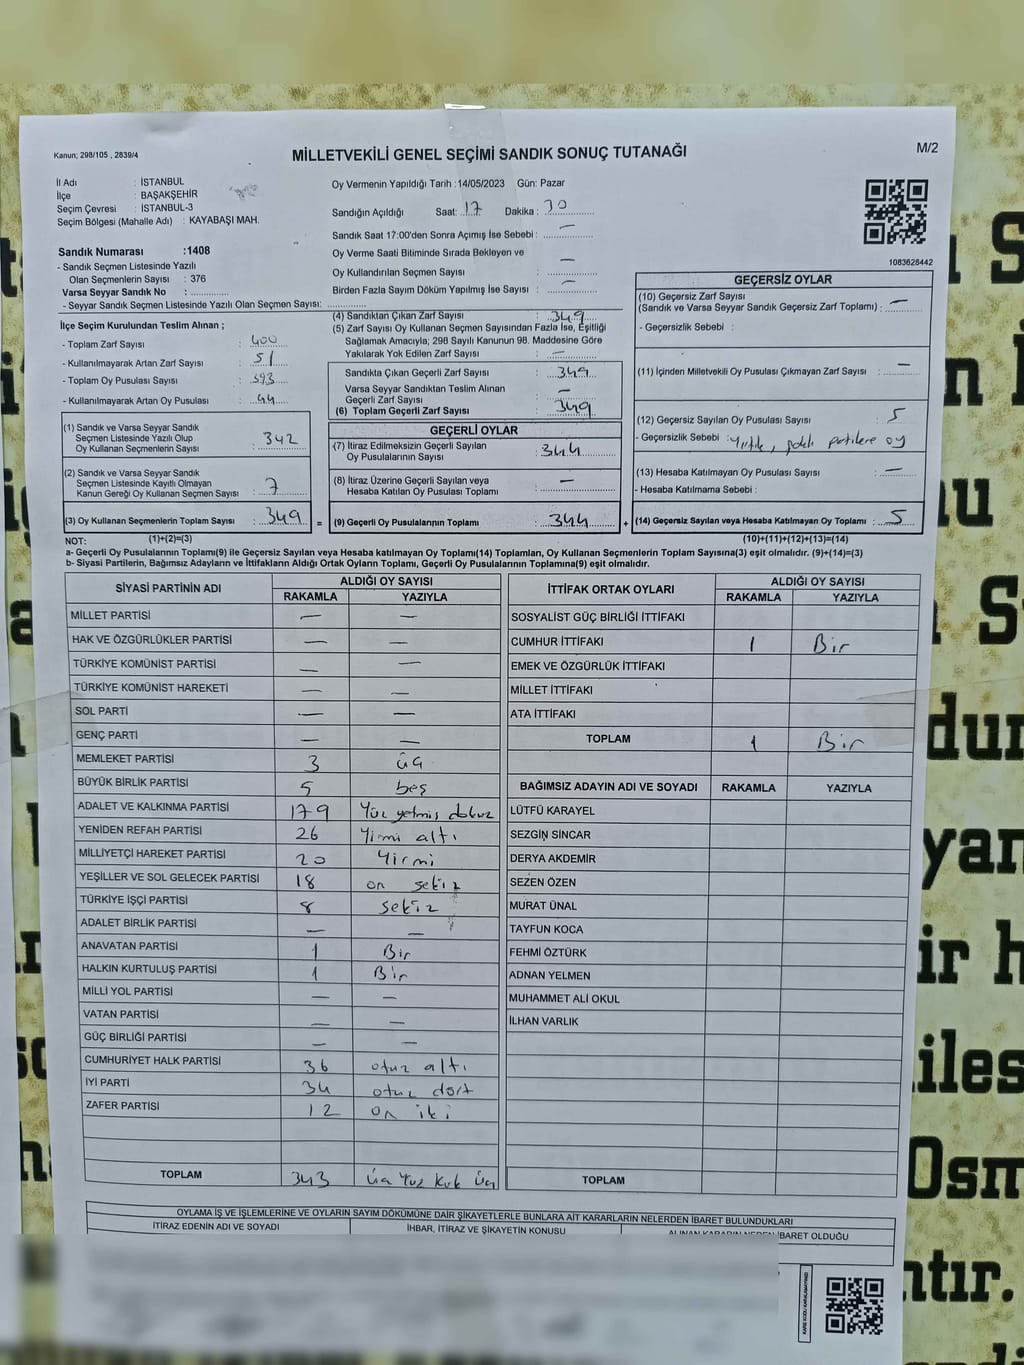 Kanun; 298/105 , 2839/4
MİLLETVEKİLİ GENEL SEÇİMİ SANDIK SONUÇ TUTANAĞI
M/2
İl Adı : İSTANBUL
İlçe : BAŞAKŞEHİR
Seçim Çevresi : İSTANBUL-3
Seçim Bölgesi (Mahalle Adı) : KAYABAŞI MAH.
Sandık Numarası :1408
- Sandık Seçmen Listesinde Yazılı
Olan Seçmenlerin Sayısı : 376
Varsa Seyyar Sandık No :
- Seyyar Sandık Seçmen Listesinde Yazılı Olan Seçmen Sayısı:
Oy Vermenin Yapıldığı Tarih :14/05/2023 Gün: Pazar
Sandığın Açıldığı Saat: 17 Dakika : 30
Sandık Saat 17:00'den Sonra Açımış İse Sebebi : —
Oy Verme Saati Bitiminde Sırada Bekleyen ve
Oy Kullandırılan Seçmen Sayısı : —
Birden Fazla Sayım Döküm Yapılmış İse Sayısı : —
1083628442
İlçe Seçim Kurulundan Teslim Alınan ;
- Toplam Zarf Sayısı : 400
- Kullanılmayarak Artan Zarf Sayısı : 51
- Toplam Oy Pusulası Sayısı : 393
- Kullanılmayarak Artan Oy Pusulası : 44
(1) Sandık ve Varsa Seyyar Sandık
Seçmen Listesinde Yazılı Olup
Oy Kullanan Seçmenlerin Sayısı : 342
(2) Sandık ve Varsa Seyyar Sandık
Seçmen Listesinde Kayıtlı Olmayan
Kanun Gereği Oy Kullanan Seçmen Sayısı : 7
(3) Oy Kullanan Seçmenlerin Toplam Sayısı : 349
(4) Sandıktan Çıkan Zarf Sayısı : 349
(5) Zarf Sayısı Oy Kullanan Seçmen Sayısından Fazla İse, Eşitliği
Sağlamak Amacıyla; 298 Sayılı Kanunun 98. Maddesine Göre
Yakılarak Yok Edilen Zarf Sayısı : —
Sandıkta Çıkan Geçerli Zarf Sayısı : 349
Varsa Seyyar Sandıktan Teslim Alınan
Geçerli Zarf Sayısı : —
(6) Toplam Geçerli Zarf Sayısı : 349
GEÇERLİ OYLAR
(7) İtiraz Edilmeksizin Geçerli Sayılan
Oy Pusulalarının Sayısı : 344
(8) İtiraz Üzerine Geçerli Sayılan veya
Hesaba Katılan Oy Pusulası Toplamı : —
= (9) Geçerli Oy Pusulalarının Toplamı : 344
GEÇERSİZ OYLAR
(10) Geçersiz Zarf Sayısı
(Sandık ve Varsa Seyyar Sandık Geçersiz Zarf Toplamı) : —
- Geçersizlik Sebebi :
(11) İçinden Milletvekili Oy Pusulası Çıkmayan Zarf Sayısı : —
(12) Geçersiz Sayılan Oy Pusulası Sayısı : 5
- Geçersizlik Sebebi : Yırtık, oy
(13) Hesaba Katılmayan Oy Pusulası Sayısı : —
- Hesaba Katılmama Sebebi :
+ (14) Geçersiz Sayılan veya Hesaba Katılmayan Oy Toplamı : 5
NOT: (1)+(2)=(3) (10)+(11)+(12)+(13)=(14)
a- Geçerli Oy Pusulalarının Toplamı(9) ile Geçersiz Sayılan veya Hesaba katılmayan Oy Toplamı(14) Toplamları, Oy Kullanan Seçmenlerin Toplam Sayısına(3) eşit olmalıdır. (9)+(14)=(3)
b- Siyasi Partilerin, Bağımsız Adayların ve İttifakların Aldığı Ortak Oyların Toplamı, Geçerli Oy Pusulalarının Toplamına(9) eşit olmalıdır.
SİYASİ PARTİNİN ADI ALDIĞI OY SAYISI
RAKAMLA YAZIYLA
MİLLET PARTİSİ — —
HAK VE ÖZGÜRLÜKLER PARTİSİ — —
TÜRKİYE KOMÜNİST PARTİSİ — —
TÜRKİYE KOMÜNİST HAREKETİ — —
SOL PARTİ — —
GENÇ PARTİ — —
MEMLEKET PARTİSİ 3 üç
BÜYÜK BİRLİK PARTİSİ 5 beş
ADALET VE KALKINMA PARTİSİ 179 Yüz yetmiş dokuz
YENİDEN REFAH PARTİSİ 26 Yirmi altı
MİLLİYETÇİ HAREKET PARTİSİ 20 Yirmi
YEŞİLLER VE SOL GELECEK PARTİSİ 18 on sekiz
TÜRKİYE İŞÇİ PARTİSİ 8 sekiz
ADALET BİRLİK PARTİSİ — —
ANAVATAN PARTİSİ 1 Bir
HALKIN KURTULUŞ PARTİSİ 1 Bir
MİLLİ YOL PARTİSİ — —
VATAN PARTİSİ — —
GÜÇ BİRLİĞİ PARTİSİ — —
CUMHURİYET HALK PARTİSİ 36 otuz altı
İYİ PARTİ 34 otuz dört
ZAFER PARTİSİ 12 on iki
TOPLAM 343 üç Yüz Kırk üç
İTTİFAK ORTAK OYLARI ALDIĞI OY SAYISI
RAKAMLA YAZIYLA
SOSYALİST GÜÇ BİRLİĞİ İTTİFAKI
CUMHUR İTTİFAKI 1 Bir
EMEK VE ÖZGÜRLÜK İTTİFAKI
MİLLET İTTİFAKI
ATA İTTİFAKI
TOPLAM 1 Bir
BAĞIMSIZ ADAYIN ADI VE SOYADI RAKAMLA YAZIYLA
LÜTFÜ KARAYEL
SEZGİN SİNCAR
DERYA AKDEMİR
SEZEN ÖZEN
MURAT ÜNAL
TAYFUN KOCA
FEHMİ ÖZTÜRK
ADNAN YELMEN
MUHAMMET ALİ OKUL
İLHAN VARLIK
TOPLAM
OYLAMA İŞ VE İŞLEMLERİNE VE OYLARIN SAYIM DÖKÜMÜNE DAİR ŞİKAYETLERLE BUNLARA AİT KARARLARIN NELERDEN İBARET BULUNDUKLARI
İTİRAZ EDENİN ADI VE SOYADI İHBAR, İTİRAZ VE ŞİKAYETİN KONUSU ALINAN KARARIN NEDEN İBARET OLDUĞU